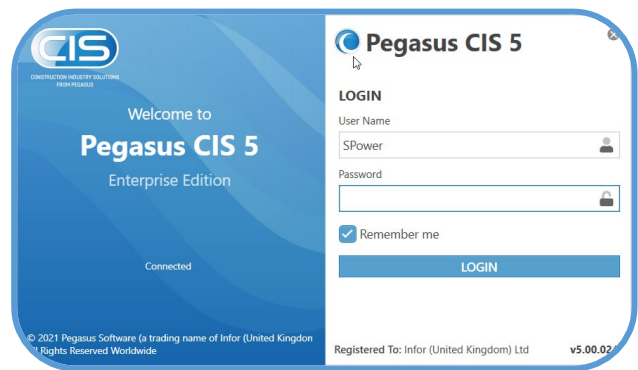 CIS
CONSTRUCTION INDUSTRY SOLUTIONS
FROM PEGASUS
Welcome to
Pegasus CIS 5
Enterprise Edition
Connected
© 2021 Pegasus Software (a trading name of Infor (United Kingdon
Rights Reserved Worldwide
Pegasus CIS 5
LOGIN
User Name
SPower
Password
Remember me
LOGIN
Registered To: Infor (United Kingdom) Ltd
v5.00.02